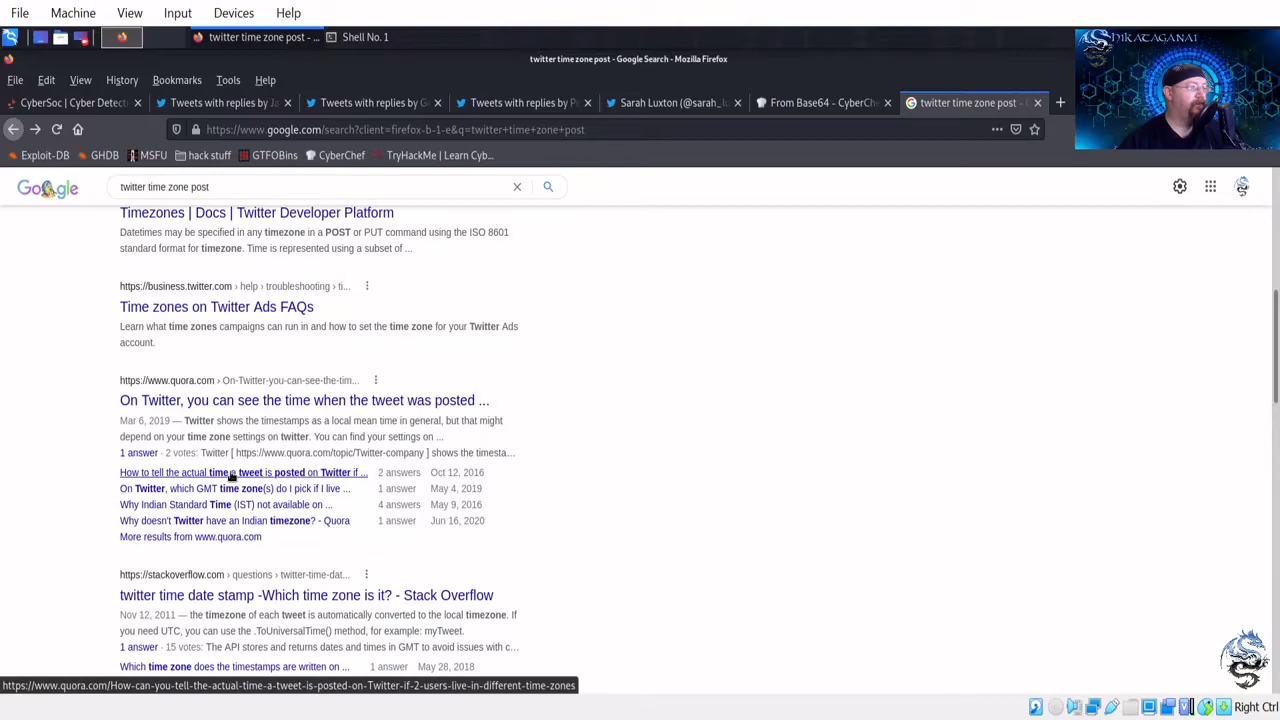 File Machine View Input Devices Help
twitter time zone post - ... Shell No. 1
SHIKATAGANAI
twitter time zone post - Google Search - Mozilla Firefox
File Edit View History Bookmarks Tools Help
CyberSoc | Cyber Detecti Tweets with replies by Ja Tweets with replies by G Tweets with replies by P Sarah Luxton (@sarah_lu From Base64 - CyberChe twitter time zone post - G
https://www.google.com/search?client=firefox-b-1-e&q=twitter+time+zone+post
Exploit-DB GHDB MSFU hack stuff GTFOBins CyberChef TryHackMe | Learn Cyb...
Google twitter time zone post
Timezones | Docs | Twitter Developer Platform
Datetimes may be specified in any timezone in a POST or PUT command using the ISO 8601
standard format for timezone. Time is represented using a subset of ...
https://business.twitter.com › help › troubleshooting › ti...
Time zones on Twitter Ads FAQs
Learn what time zones campaigns can run in and how to set the time zone for your Twitter Ads
account.
https://www.quora.com › On-Twitter-you-can-see-the-tim...
On Twitter, you can see the time when the tweet was posted ...
Mar 6, 2019 — Twitter shows the timestamps as a local mean time in general, but that might
depend on your time zone settings on twitter. You can find your settings on ...
1 answer · 2 votes: Twitter [ https://www.quora.com/topic/Twitter-company ] shows the timesta...
How to tell the actual time a tweet is posted on Twitter if ... 2 answers Oct 12, 2016
On Twitter, which GMT time zone(s) do I pick if I live ... 1 answer May 4, 2019
Why Indian Standard Time (IST) not available on ... 4 answers May 9, 2016
Why doesn't Twitter have an Indian timezone? - Quora 1 answer Jun 16, 2020
More results from www.quora.com
https://stackoverflow.com › questions › twitter-time-dat...
twitter time date stamp -Which time zone is it? - Stack Overflow
Nov 12, 2011 — the timezone of each tweet is automatically converted to the local timezone. If
you need UTC, you can use the .ToUniversalTime() method, for example: myTweet.
1 answer · 15 votes: The API stores and returns dates and times in GMT to avoid issues with c...
Which time zone does the timestamps are written on ... 1 answer May 28, 2018
https://www.quora.com/How-can-you-tell-the-actual-time-a-tweet-is-posted-on-Twitter-if-2-users-live-in-different-time-zones
Right Ctrl